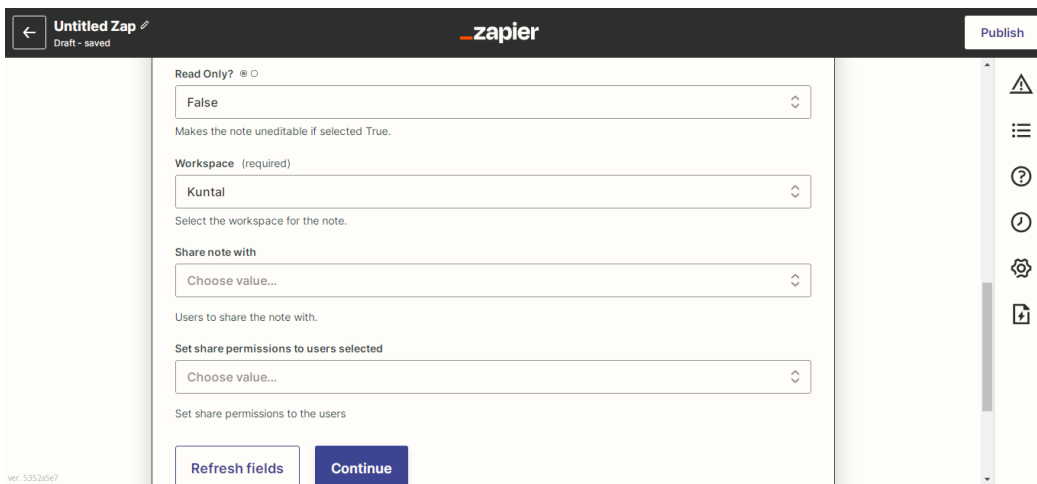 Untitled Zap
Draft - saved
_zapier
Publish
Read Only?
False
Makes the note uneditable if selected True.
Workspace (required)
Kuntal
Select the workspace for the note.
Share note with
Choose value...
Users to share the note with.
Set share permissions to users selected
Choose value...
Set share permissions to the users
Refresh fields
Continue
ver. 5352a5e7